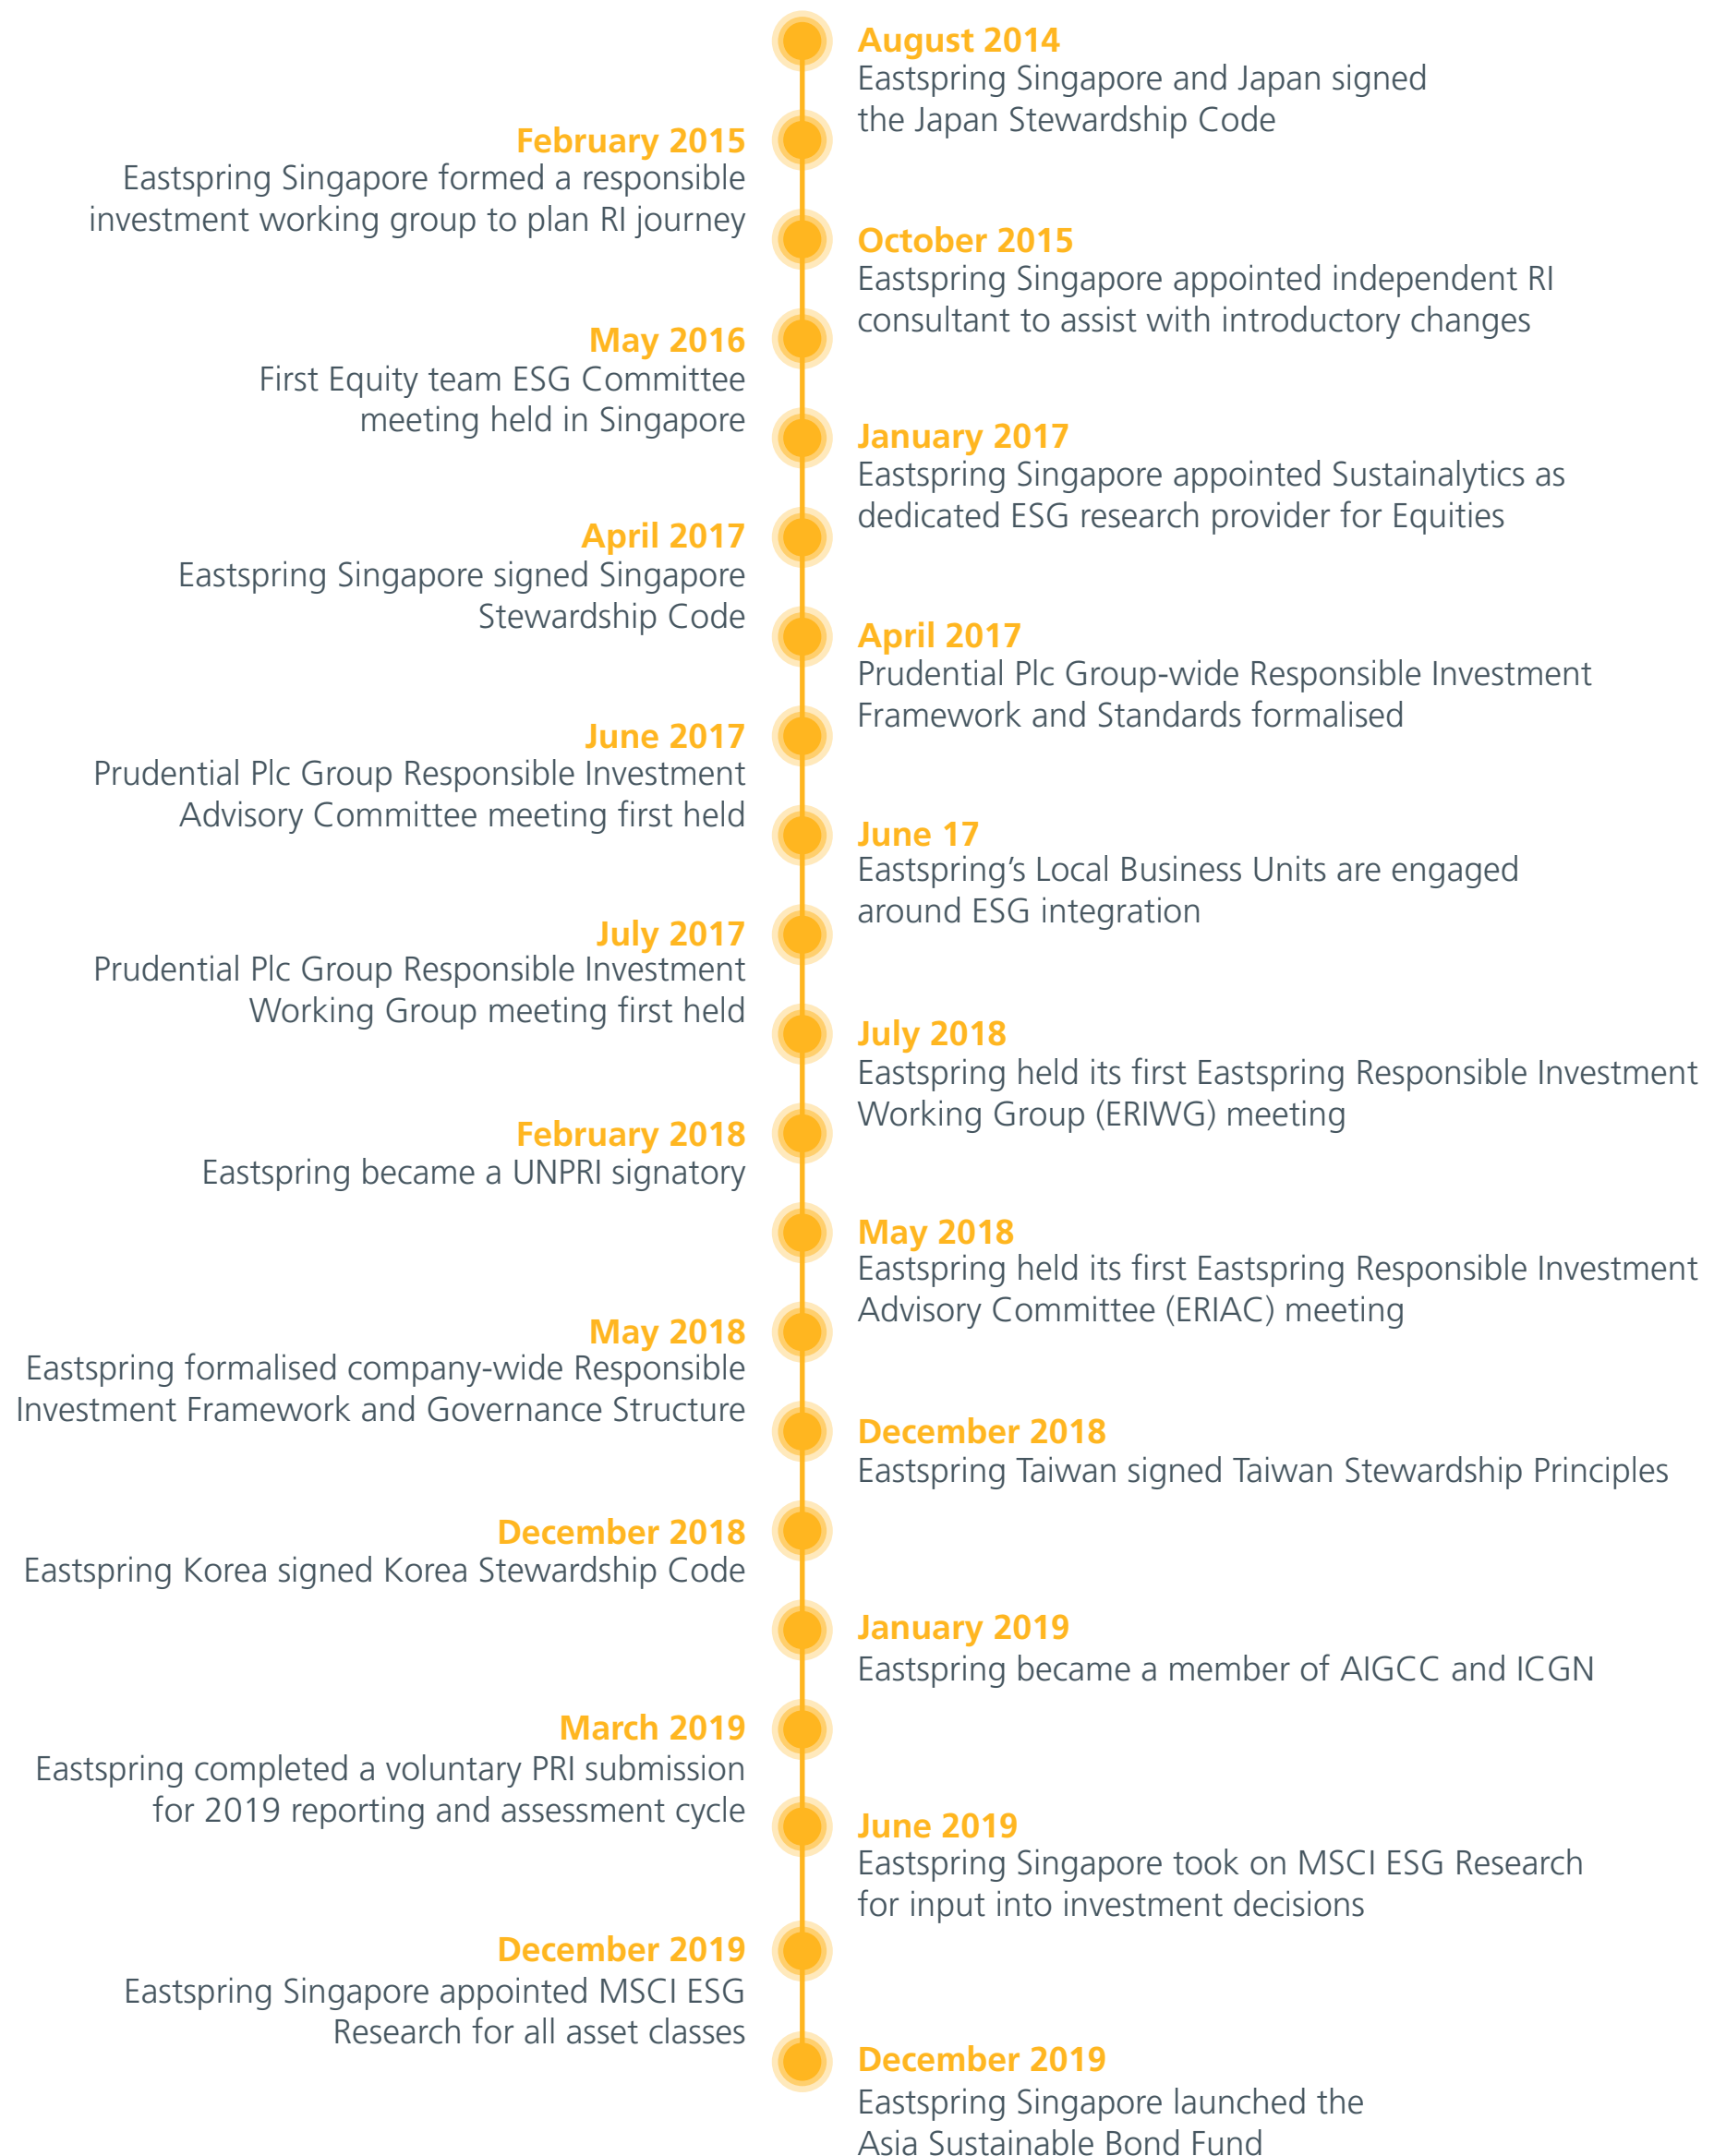 August 2014
Eastspring Singapore and Japan signed
the Japan Stewardship Code
February 2015
Eastspring Singapore formed a responsible
investment working group to plan RI journey
October 2015
Eastspring Singapore appointed independent RI
consultant to assist with introductory changes
May 2016
First Equity team ESG Committee
meeting held in Singapore
January 2017
Eastspring Singapore appointed Sustainalytics as
dedicated ESG research provider for Equities
April 2017
Eastspring Singapore signed Singapore
Stewardship Code
April 2017
Prudential Plc Group-wide Responsible Investment
Framework and Standards formalised
June 2017
Prudential Plc Group Responsible Investment
Advisory Committee meeting first held
June 17
Eastspring’s Local Business Units are engaged
around ESG integration
July 2017
Prudential Plc Group Responsible Investment
Working Group meeting first held
July 2018
Eastspring held its first Eastspring Responsible Investment
Working Group (ERIWG) meeting
February 2018
Eastspring became a UNPRI signatory
May 2018
Eastspring held its first Eastspring Responsible Investment
Advisory Committee (ERIAC) meeting
May 2018
Eastspring formalised company-wide Responsible
Investment Framework and Governance Structure
December 2018
Eastspring Taiwan signed Taiwan Stewardship Principles
December 2018
Eastspring Korea signed Korea Stewardship Code
January 2019
Eastspring became a member of AIGCC and ICGN
March 2019
Eastspring completed a voluntary PRI submission
for 2019 reporting and assessment cycle
June 2019
Eastspring Singapore took on MSCI ESG Research
for input into investment decisions
December 2019
Eastspring Singapore appointed MSCI ESG
Research for all asset classes
December 2019
Eastspring Singapore launched the
Asia Sustainable Bond Fund